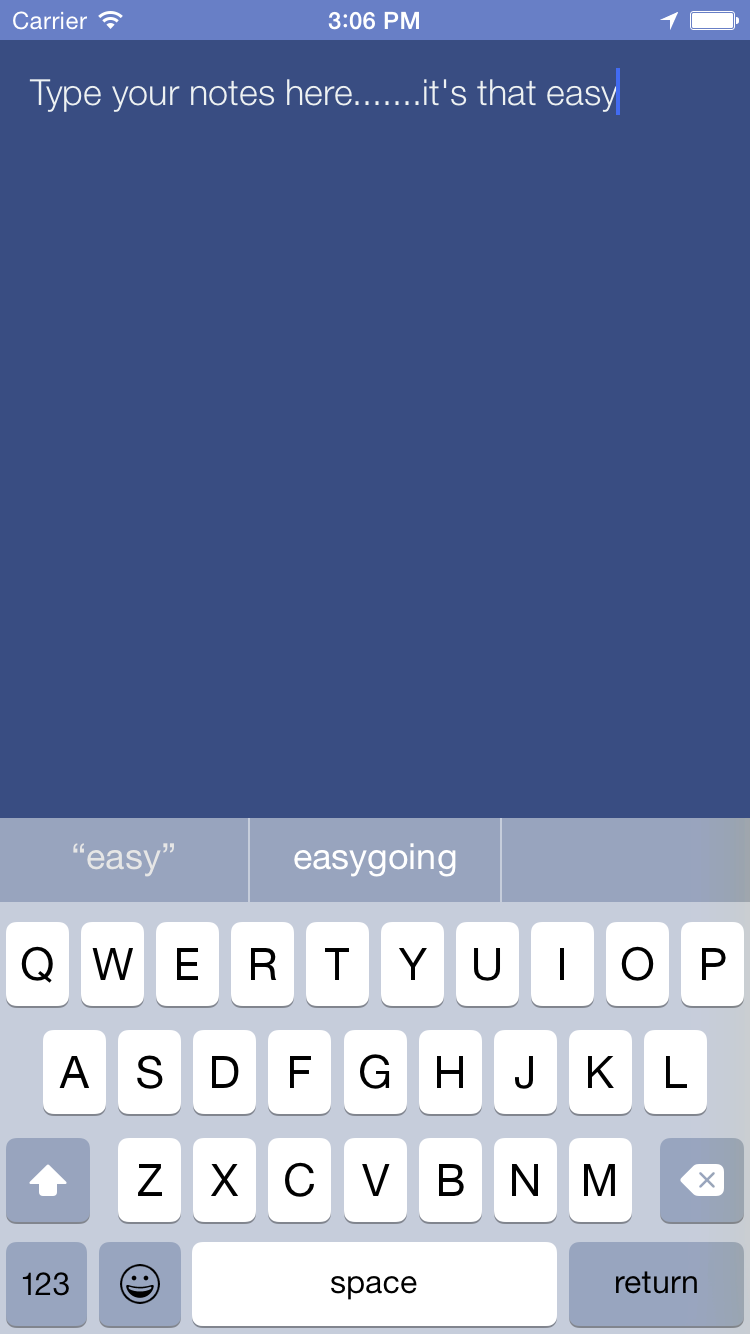 Carrier 3:06 PM
Type your notes here.......it's that easy
“easy” easygoing
Q W E R T Y U I O P
A S D F G H J K L
Z X C V B N M
123 space return